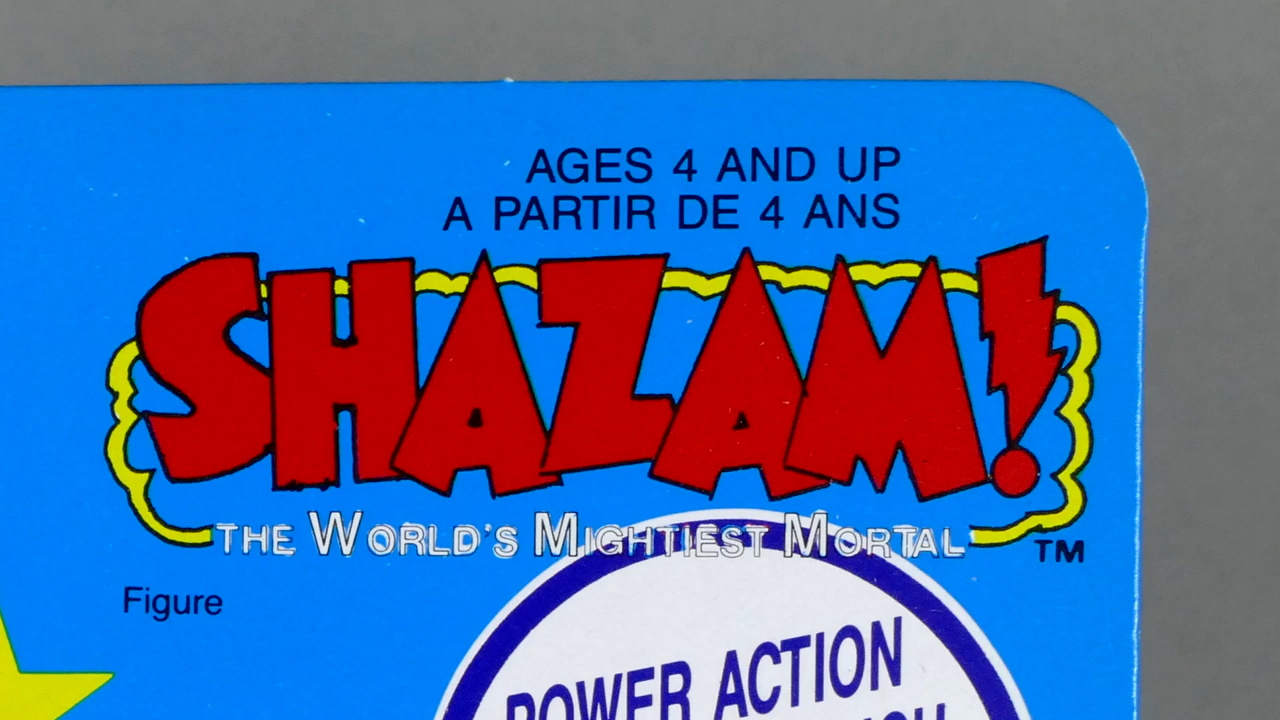 AGES 4 AND UP
A PARTIR DE 4 ANS
SHAZAM!
THE WORLD'S MIGHTIEST MORTAL
TM
Figure
POWER ACTION